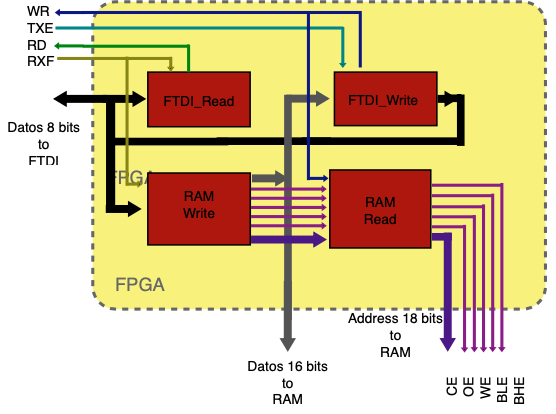 WR
TXE
RD
RXF
FTDI_Read
FTDI_Write
Datos 8 bits
to
FTDI
FPGA
RAM
Write
RAM
Read
FPGA
Address 18 bits
to
RAM
Datos 16 bits
to
RAM
CE
OE
WE
BLE
BHE